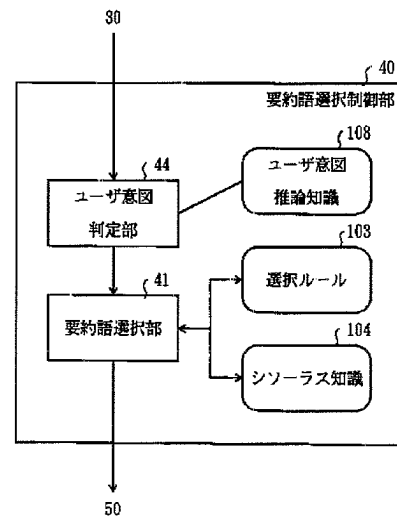 30
40
要約語選択制御部
44
ユーザ意図
判定部
108
ユーザ意図
推論知識
103
選択ルール
41
要約語選択部
104
シソーラス知識
50